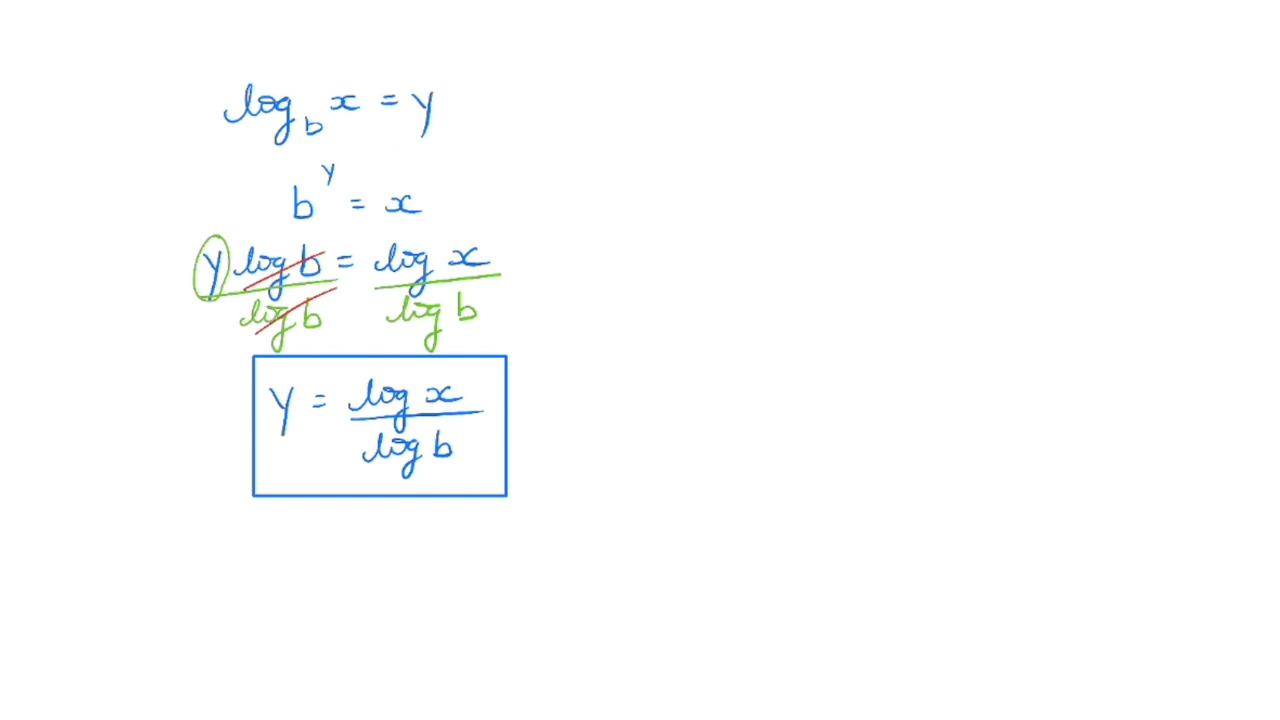 log_b x = y
b^y = x
y log b = log x
log b log b
y = log x
log b